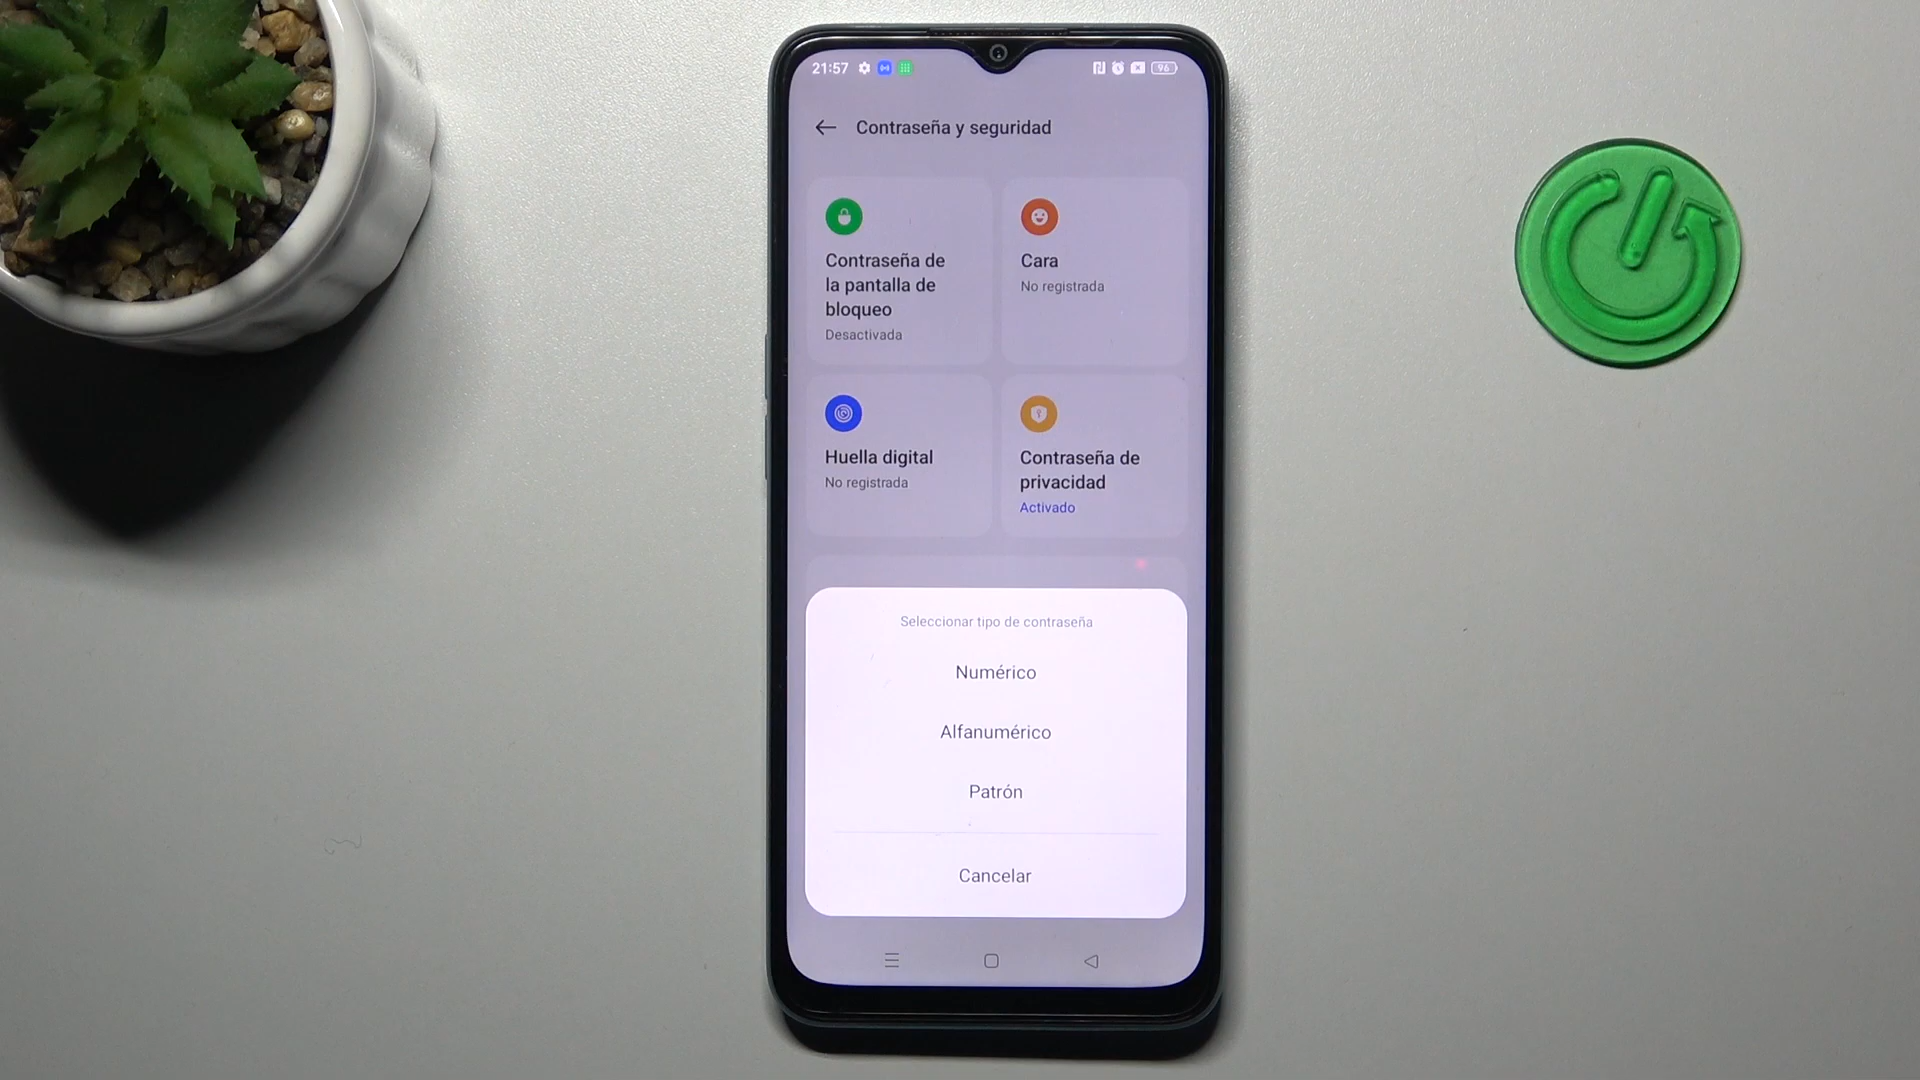 21:57
96
Contraseña y seguridad
Contraseña de
la pantalla de
bloqueo
Desactivada
Cara
No registrada
Huella digital
No registrada
Contraseña de
privacidad
Activado
Seleccionar tipo de contraseña
Numérico
Alfanumérico
Patrón
Cancelar